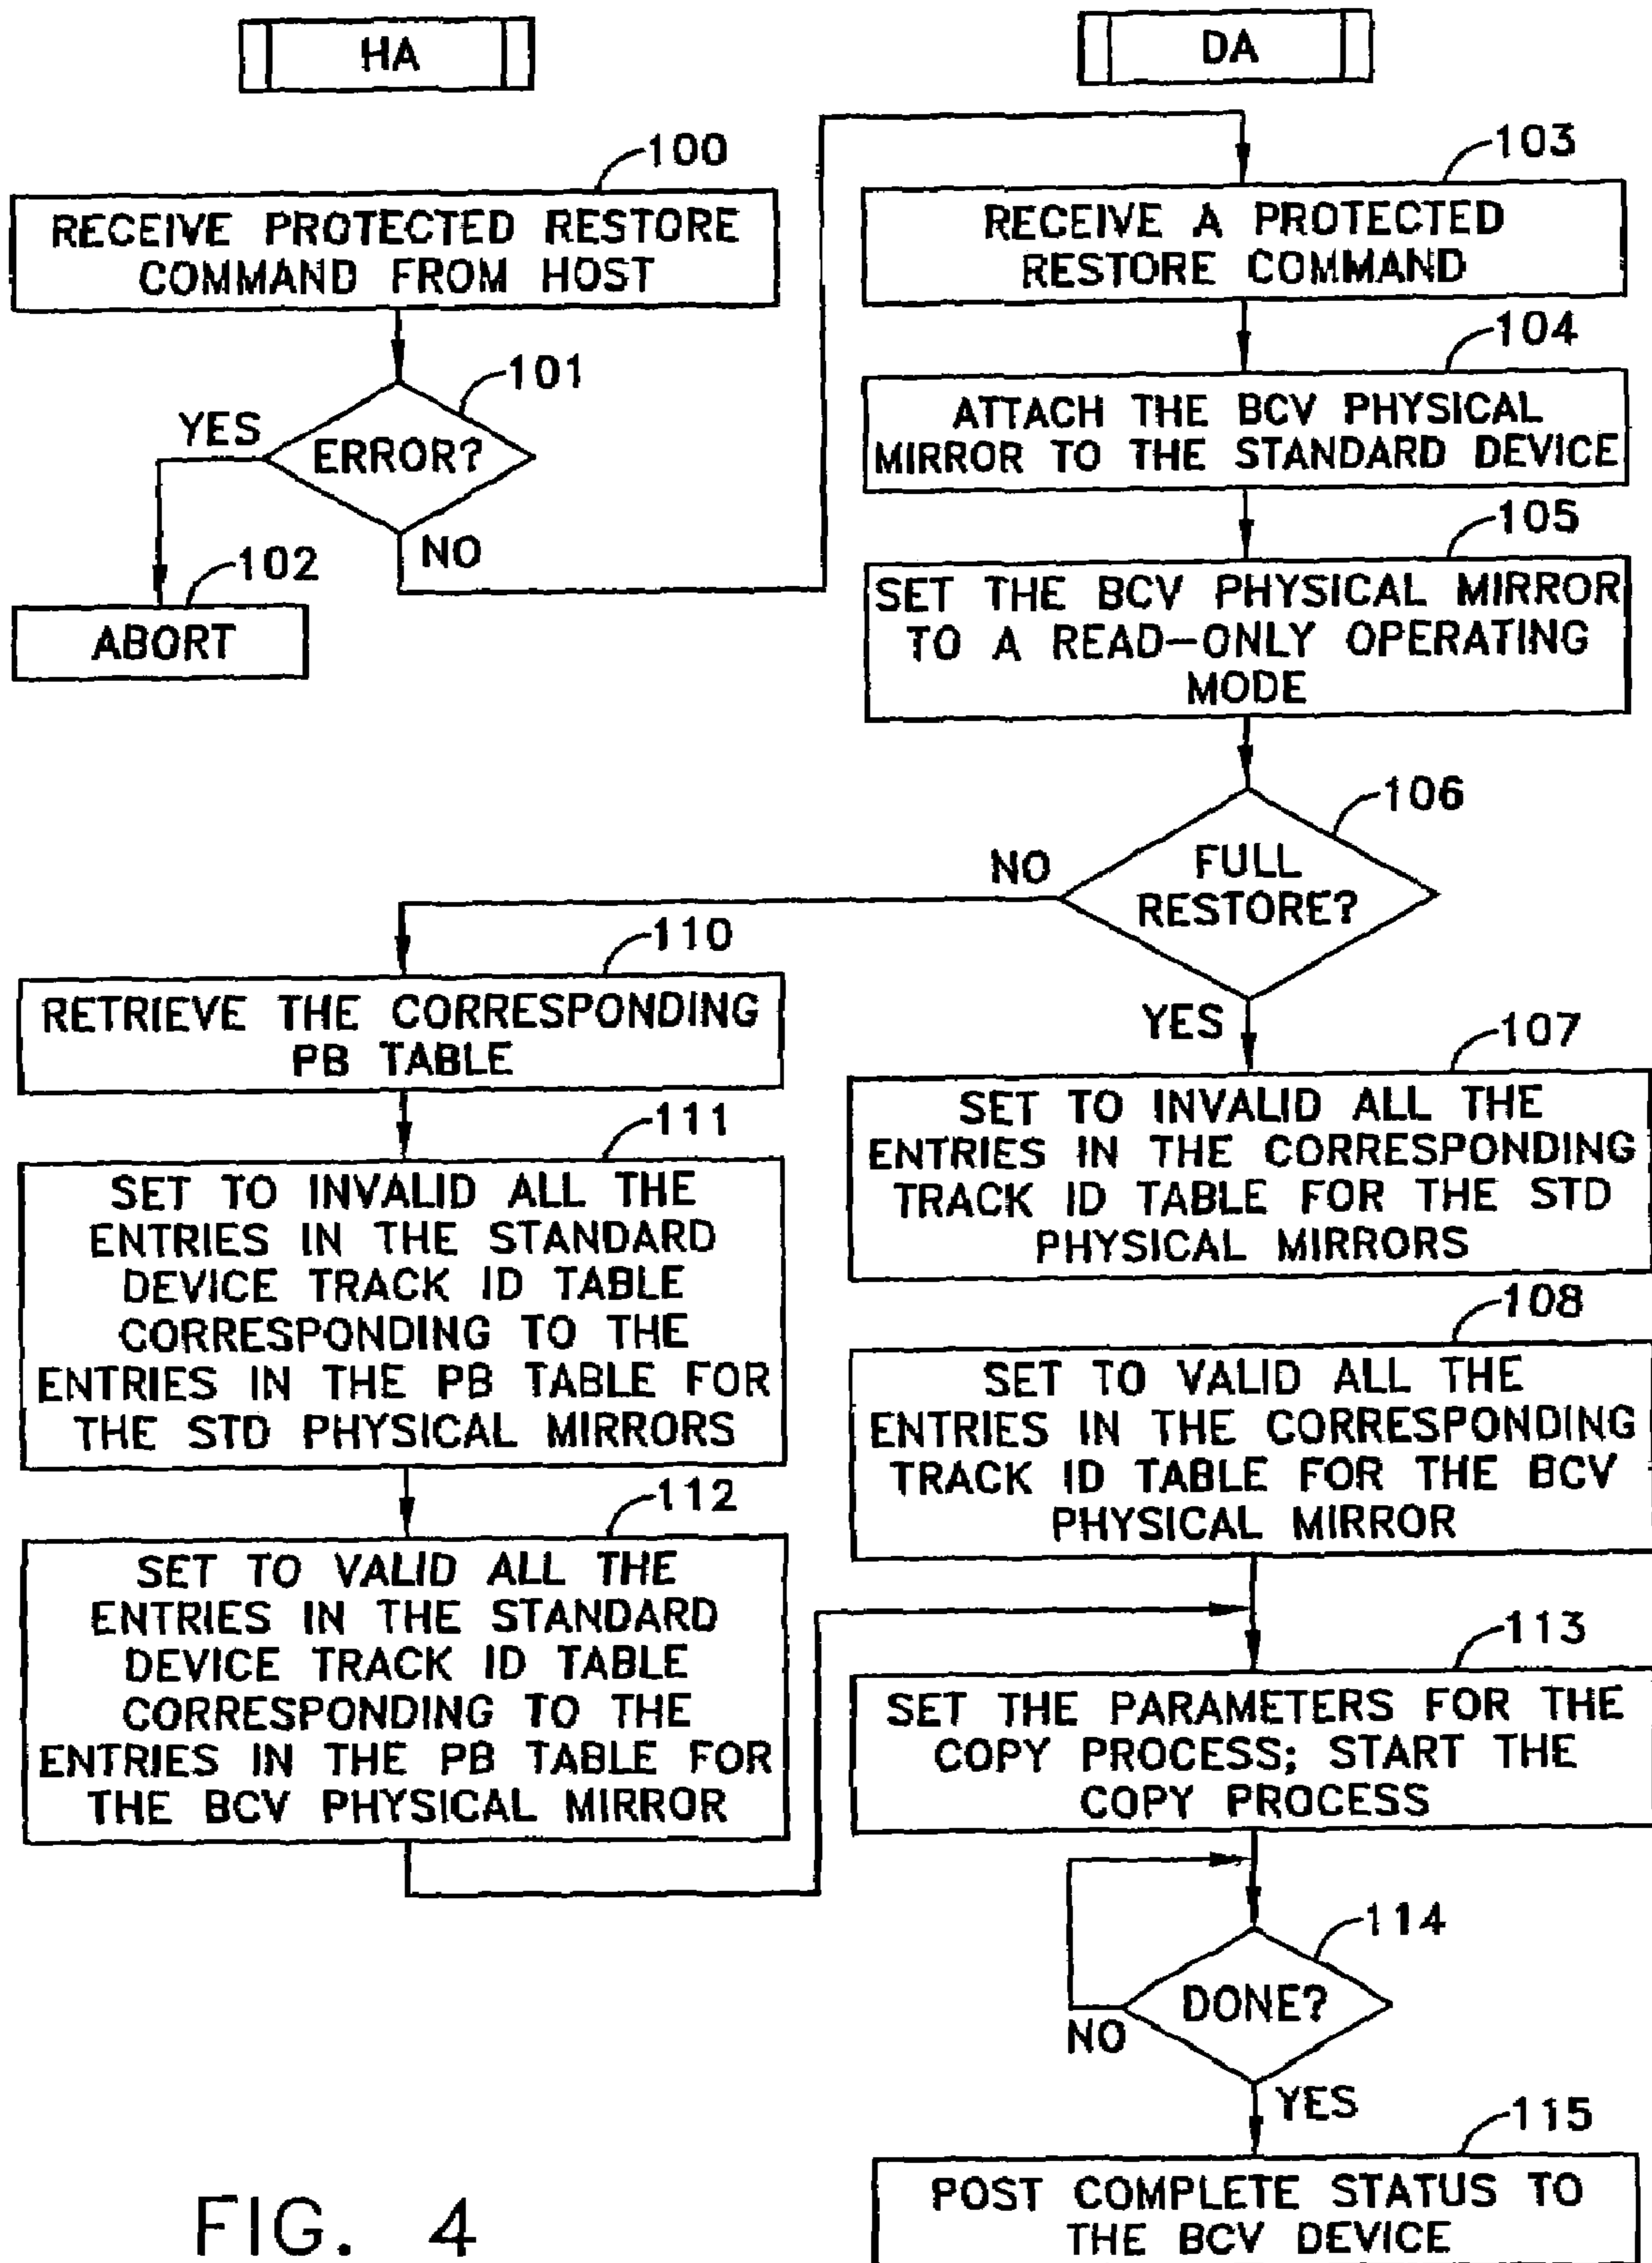 HA
100
RECEIVE PROTECTED RESTORE
COMMAND FROM HOST
101
ERROR?
YES
NO
102
ABORT
DA
103
RECEIVE A PROTECTED
RESTORE COMMAND
104
ATTACH THE BCV PHYSICAL
MIRROR TO THE STANDARD DEVICE
105
SET THE BCV PHYSICAL MIRROR
TO A READ-ONLY OPERATING
MODE
106
FULL
RESTORE?
NO
YES
110
RETRIEVE THE CORRESPONDING
PB TABLE
111
SET TO INVALID ALL THE
ENTRIES IN THE STANDARD
DEVICE TRACK ID TABLE
CORRESPONDING TO THE
ENTRIES IN THE PB TABLE FOR
THE STD PHYSICAL MIRRORS
112
SET TO VALID ALL THE
ENTRIES IN THE STANDARD
DEVICE TRACK ID TABLE
CORRESPONDING TO THE
ENTRIES IN THE PB TABLE FOR
THE BCV PHYSICAL MIRROR
107
SET TO INVALID ALL THE
ENTRIES IN THE CORRESPONDING
TRACK ID TABLE FOR THE STD
PHYSICAL MIRRORS
108
SET TO VALID ALL THE
ENTRIES IN THE CORRESPONDING
TRACK ID TABLE FOR THE BCV
PHYSICAL MIRROR
113
SET THE PARAMETERS FOR THE
COPY PROCESS; START THE
COPY PROCESS
114
DONE?
NO
YES
115
POST COMPLETE STATUS TO
THE BCV DEVICE
FIG. 4